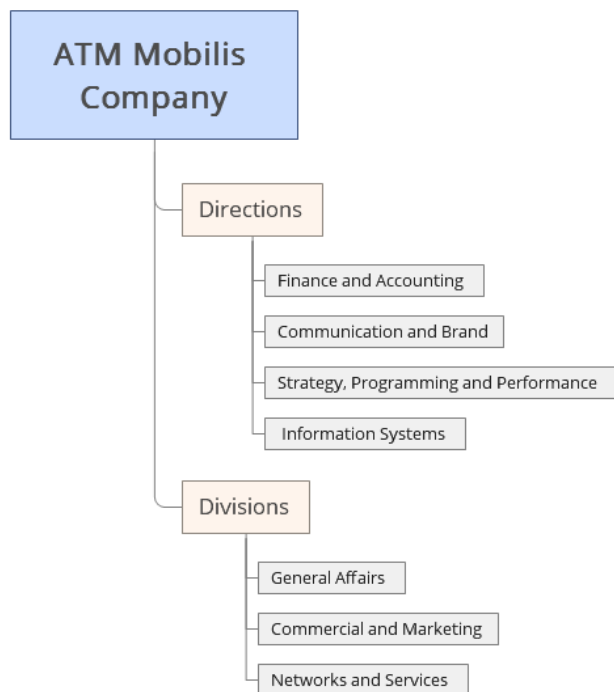 ATM Mobilis
Company
Directions
Finance and Accounting
Communication and Brand
Strategy, Programming and Performance
Information Systems
Divisions
General Affairs
Commercial and Marketing
Networks and Services